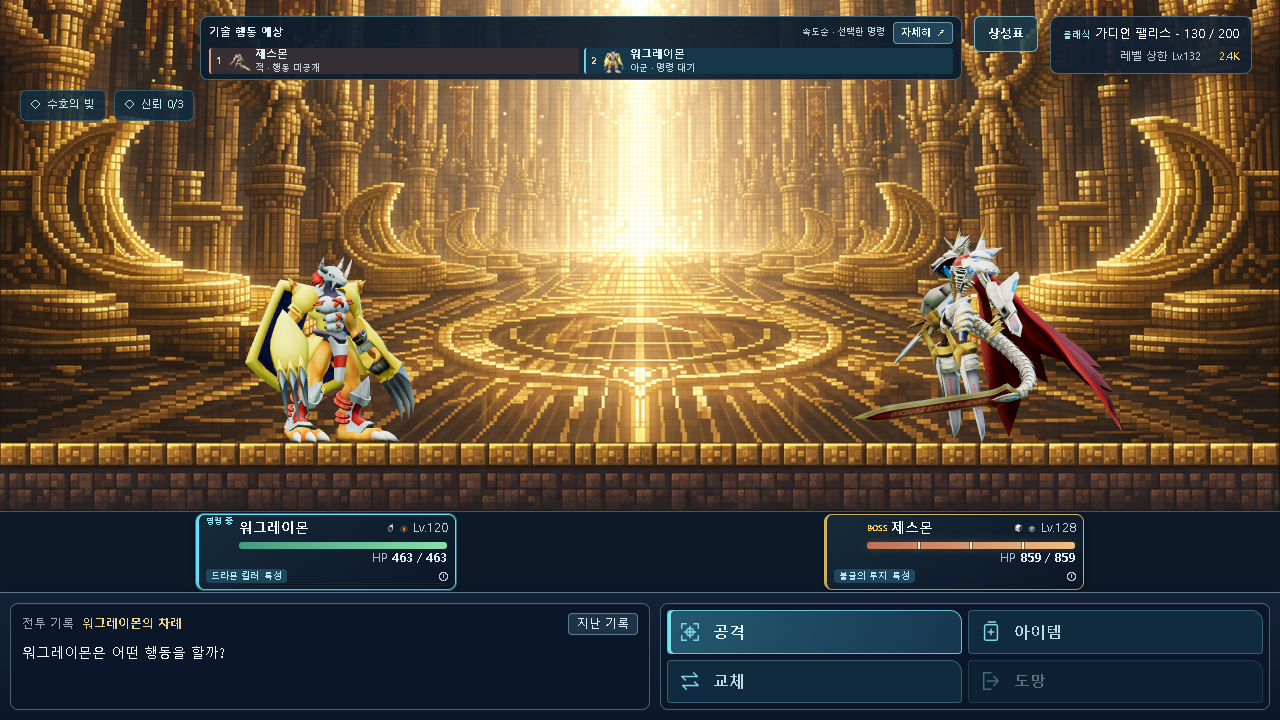 기술 행동 예상
속도순 · 선택한 명령
자세히 ↗
1 제스몬
적 · 행동 미공개
2 워그레이몬
아군 · 명령 대기
상성표
클래식 가디언 팰리스 - 130 / 200
레벨 상한 Lv.132 24K
◇ 수호의 빛
◇ 신뢰 0/3
명령 중 워그레이몬 Lv.120
HP 463 / 463
드라몬 킬러 특성
BOSS 제스몬 Lv.128
HP 859 / 859
불굴의 투지 특성
전투 기록 워그레이몬의 차례
지난 기록
워그레이몬은 어떤 행동을 할까?
공격
아이템
교체
도망